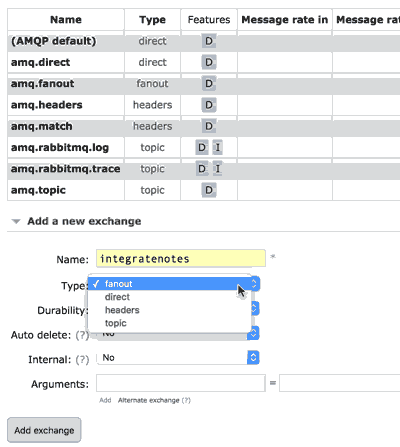 Name Type Features Message rate in Message rat
(AMQP default) direct D
amq.direct direct D
amq.fanout fanout D
amq.headers headers D
amq.match headers D
amq.rabbitmq.log topic D I
amq.rabbitmq.trace topic D I
amq.topic topic D
Add a new exchange
Name: integratenotes *
Type: ✓ fanout
direct
Durability: headers
topic
Auto delete: (?) No
Internal: (?) No
Arguments: =
Add Alternate exchange (?)
Add exchange